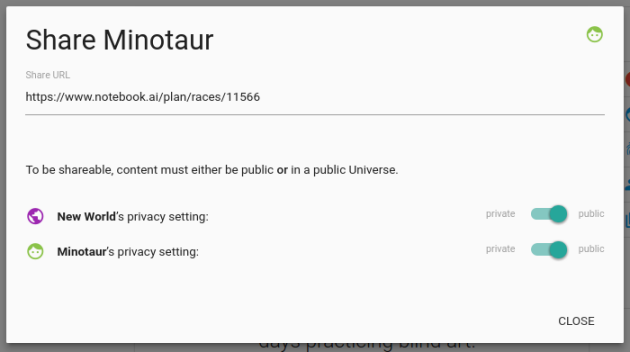 Share Minotaur
Share URL
https://www.notebook.ai/plan/races/11566
To be shareable, content must either be public or in a public Universe.
New World's privacy setting: private public
Minotaur's privacy setting: private public
CLOSE
days practicing blind art.